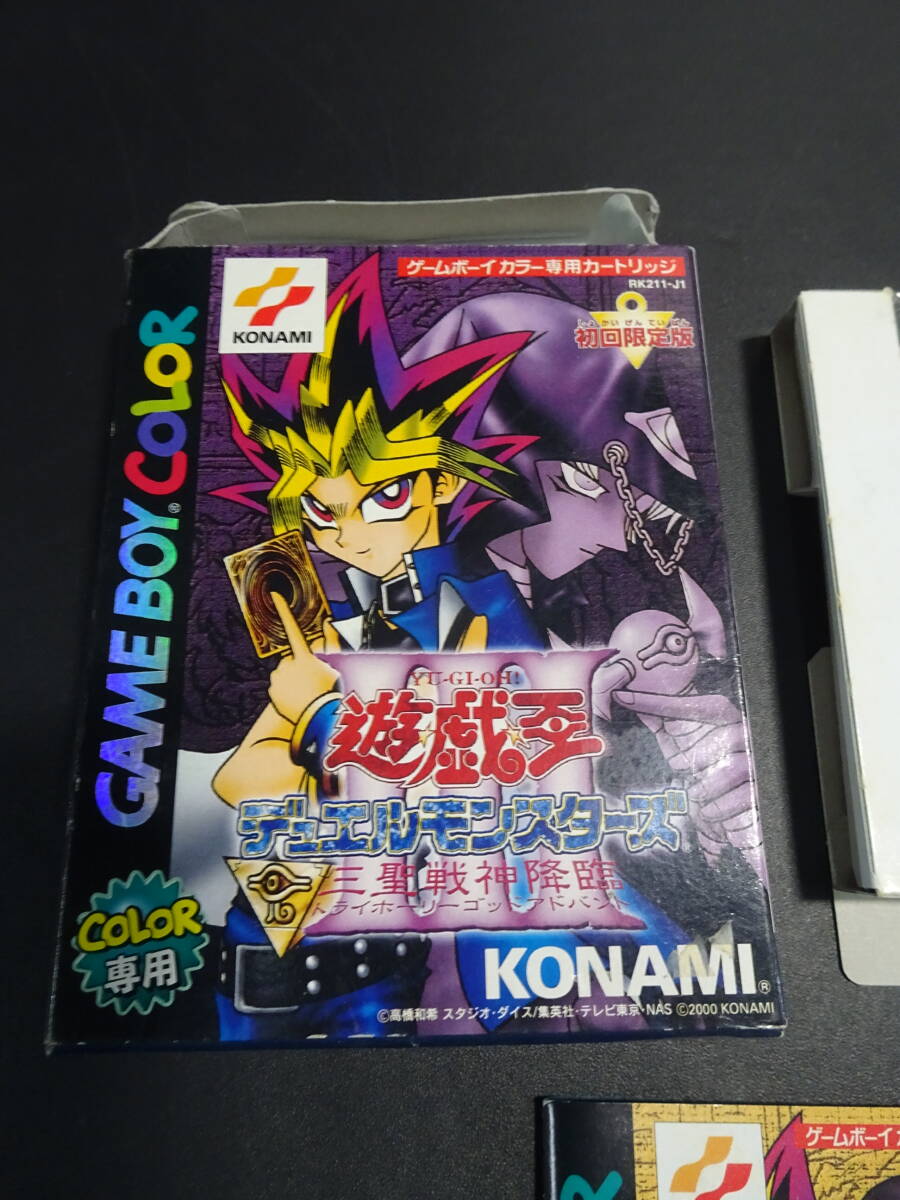 KONAMI
ゲームボーイカラー専用カートリッジ
RK211-J1
しょかいげんていばん
初回限定版
GAME BOY COLOR®
YU-GI-OH!
遊戯王
III
デュエルモンスターズ
三聖戦神降臨
トライホーリーゴッドアドバント
COLOR
専用
KONAMI®
©高橋和希 スタジオ・ダイス/集英社・テレビ東京・NAS ©2000 KONAMI
ゲームボーイカ